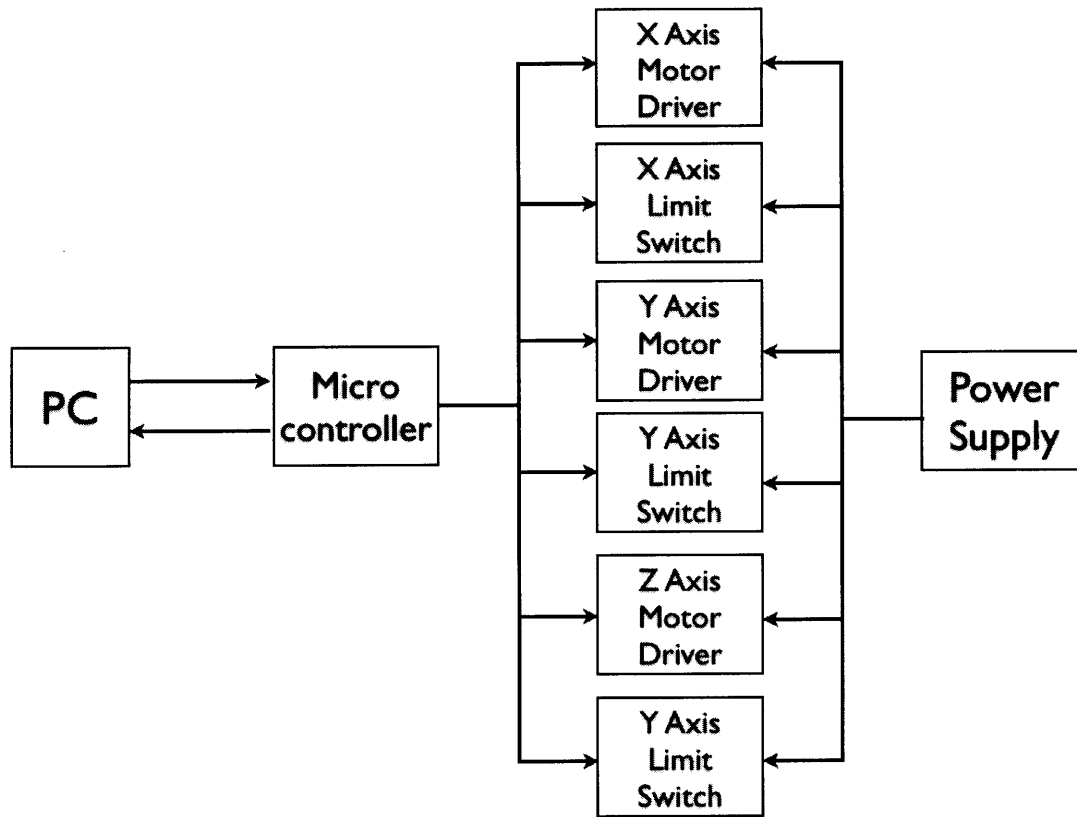 X Axis
Motor
Driver
X Axis
Limit
Switch
Y Axis
Motor
Driver
PC
Micro
controller
Power
Supply
Y Axis
Limit
Switch
Z Axis
Motor
Driver
Y Axis
Limit
Switch